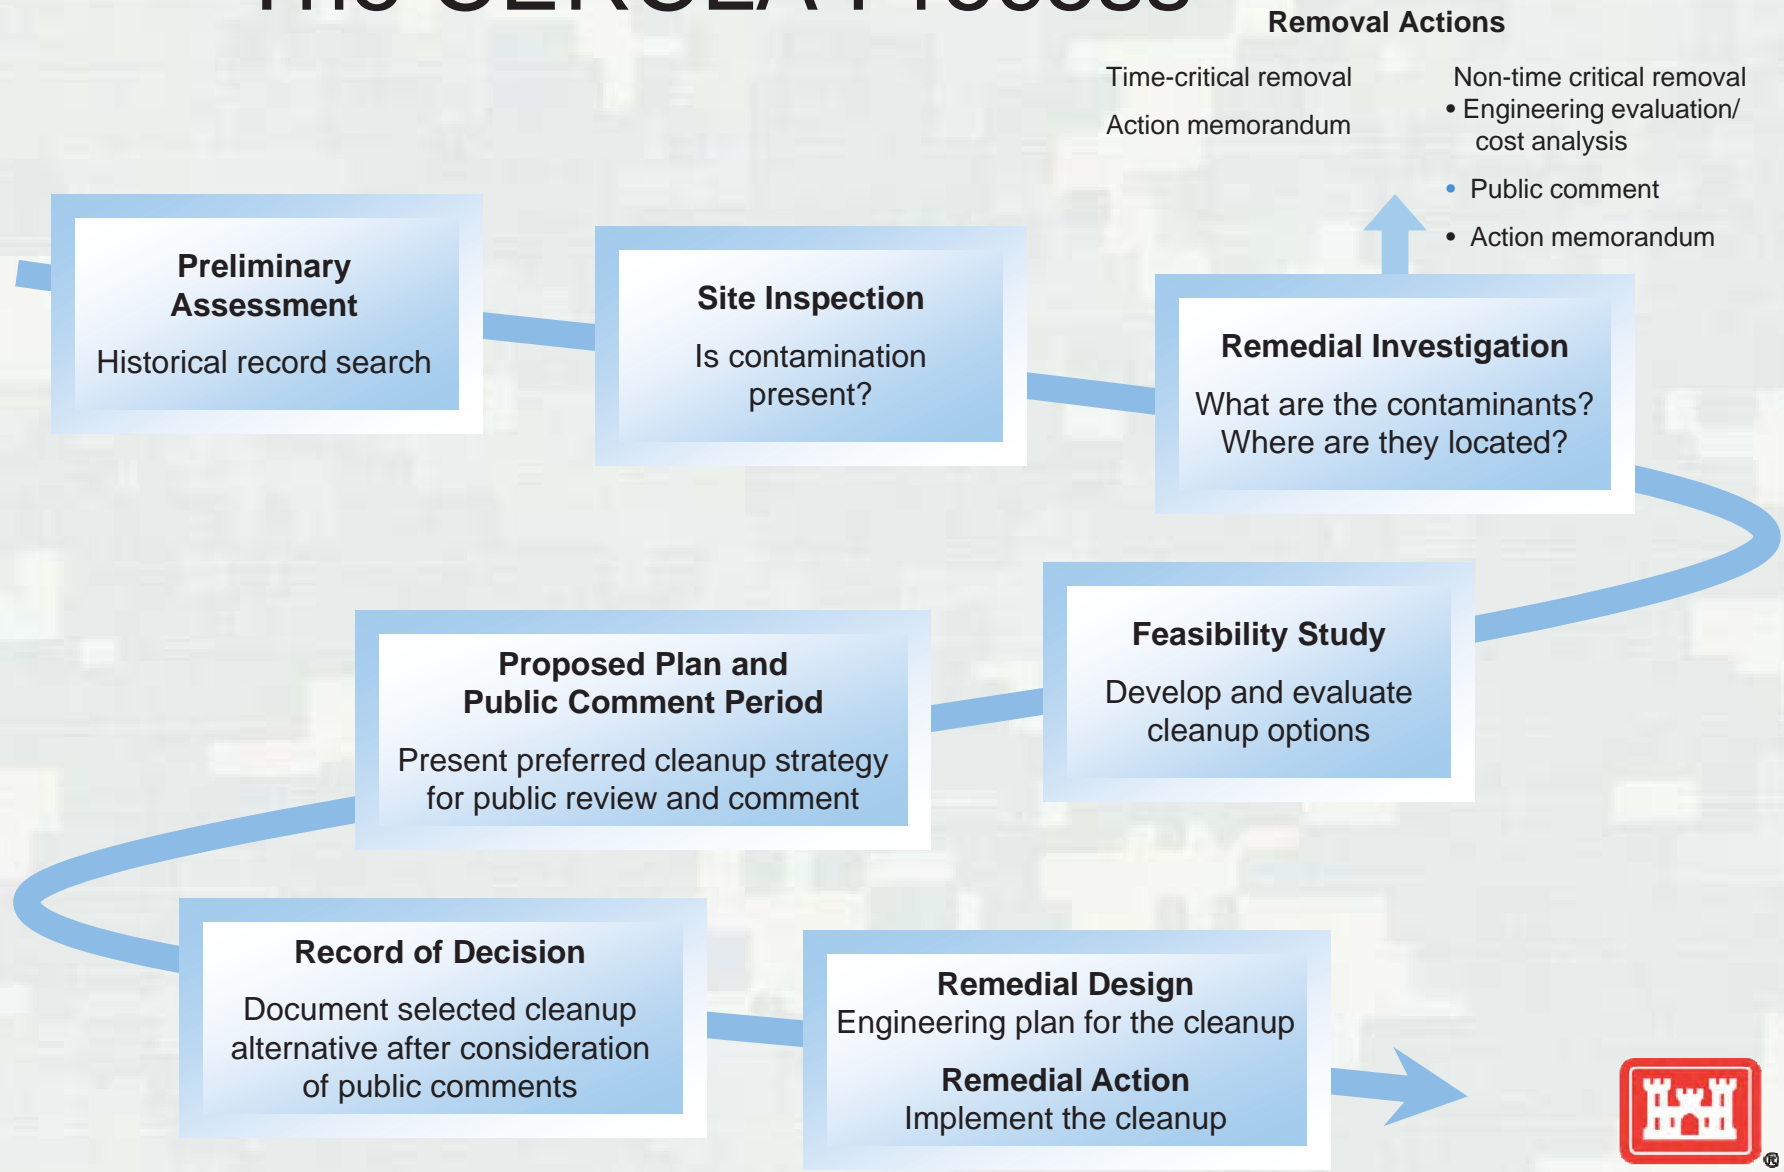 The CERCLA Process
Removal Actions
Time-critical removal
Action memorandum
Non-time critical removal
• Engineering evaluation/
cost analysis
• Public comment
• Action memorandum
Preliminary
Assessment
Historical record search
Site Inspection
Is contamination
present?
Remedial Investigation
What are the contaminants?
Where are they located?
Feasibility Study
Develop and evaluate
cleanup options
Proposed Plan and
Public Comment Period
Present preferred cleanup strategy
for public review and comment
Record of Decision
Document selected cleanup
alternative after consideration
of public comments
Remedial Design
Engineering plan for the cleanup
Remedial Action
Implement the cleanup
®